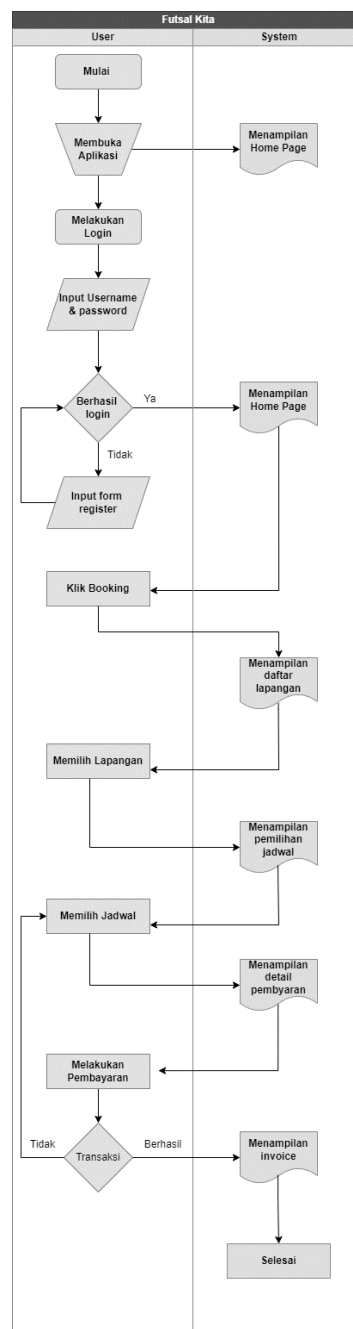 Futsal Kita
User
System
Mulai
Membuka
Aplikasi
Menampilan
Home Page
Melakukan
Login
Input Username
& password
Berhasil
login
Ya
Menampilan
Home Page
Tidak
Input form
register
Klik Booking
Menampilan
daftar
lapangan
Memilih Lapangan
Menampilan
pemilihan
jadwal
Memilih Jadwal
Menampilan
detail
pembyaran
Melakukan
Pembayaran
Tidak
Transaksi
Berhasil
Menampilan
invoice
Selesai